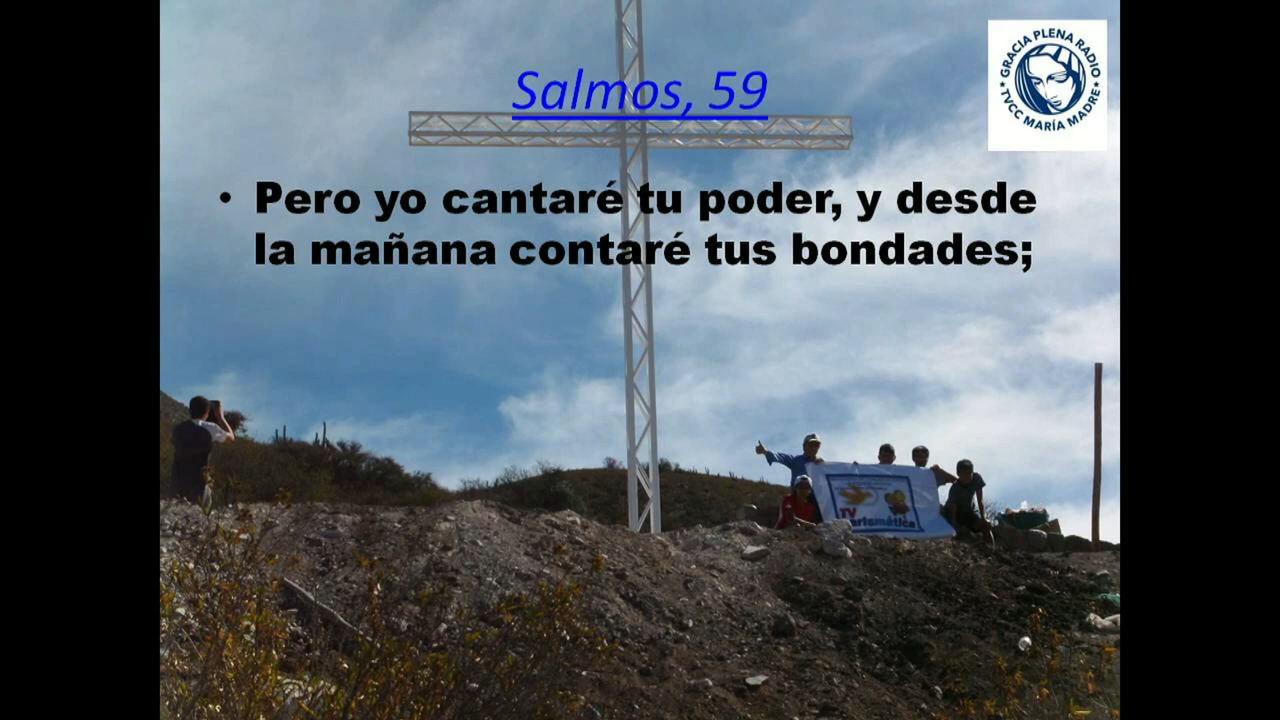 Salmos, 59
GRACIA PLENA RADIO
TVCC MARÍA MADRE
• Pero yo cantaré tu poder, y desde
la mañana contaré tus bondades;
TV